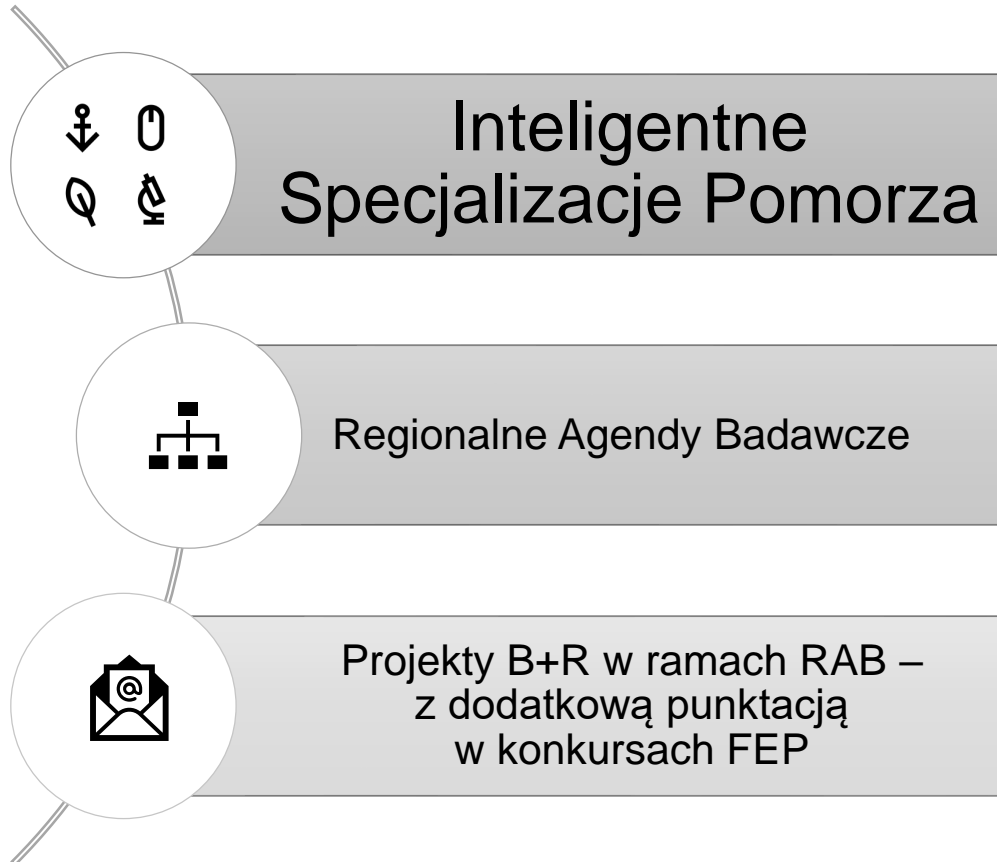 Inteligentne
Specjalizacje Pomorza
Regionalne Agendy Badawcze
@
Projekty B+R w ramach RAB –
z dodatkową punktacją
w konkursach FEP